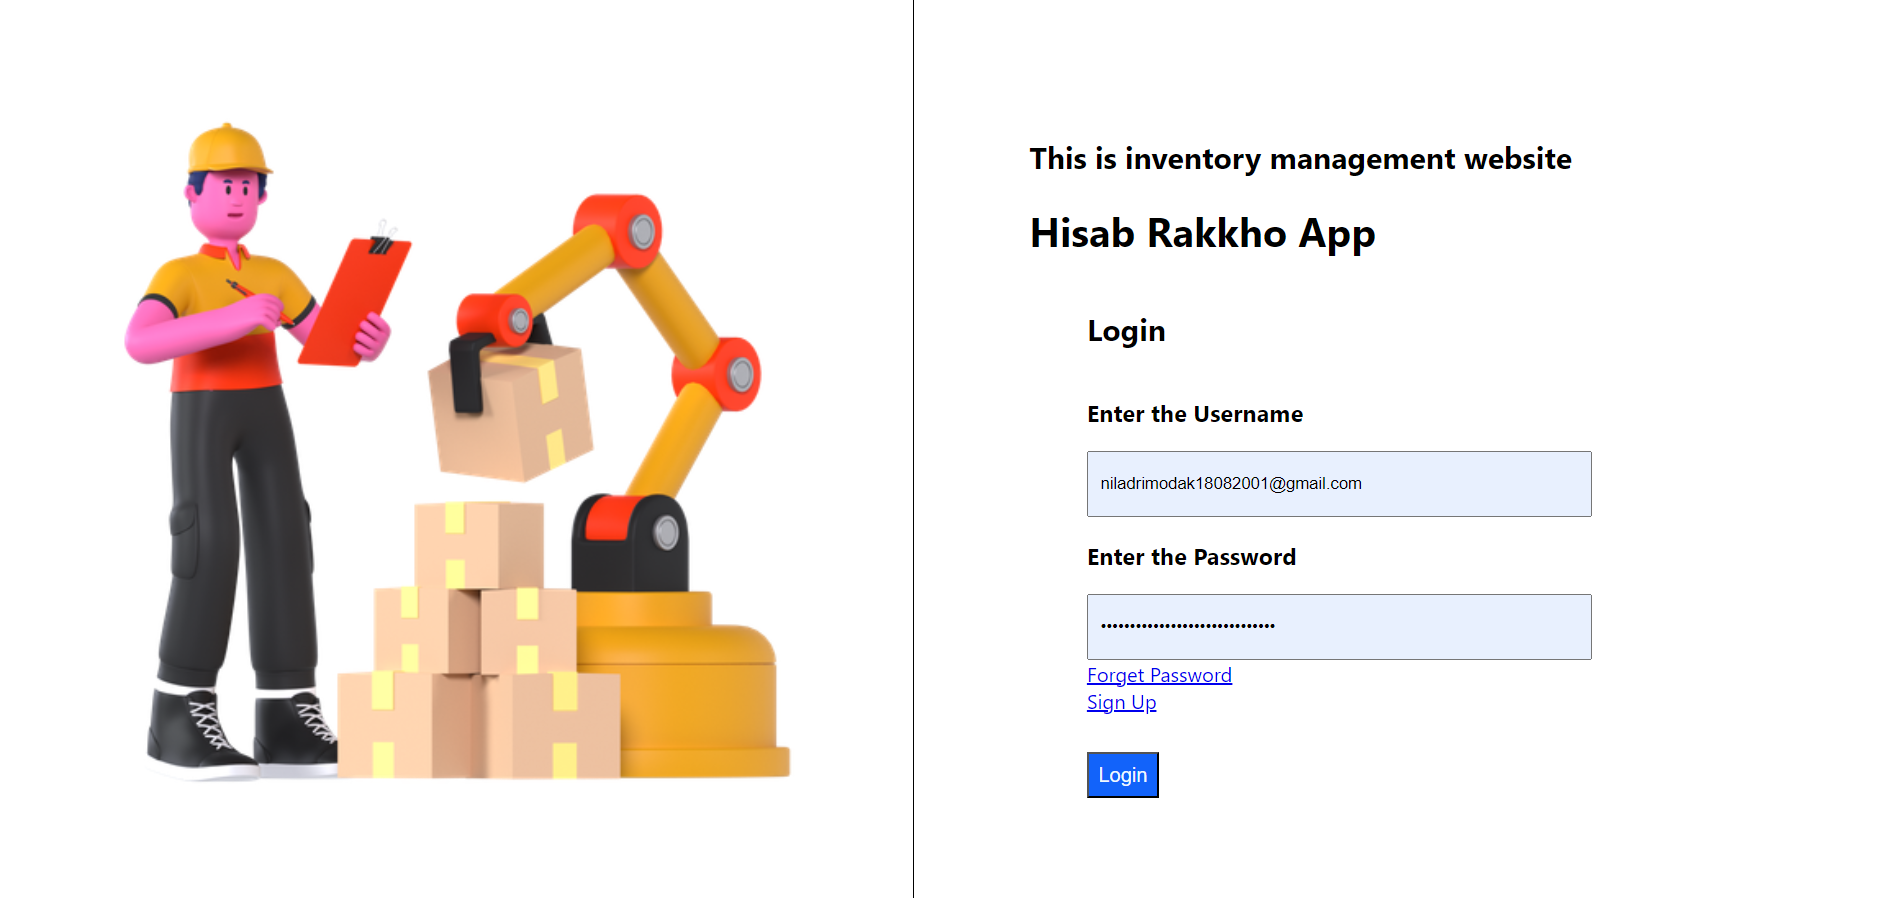 This is inventory management website
Hisab Rakkho App
Login
Enter the Username
niladrimodak18082001@gmail.com
Enter the Password
••••••••••••••••••••••••••••••
Forget Password
Sign Up
Login